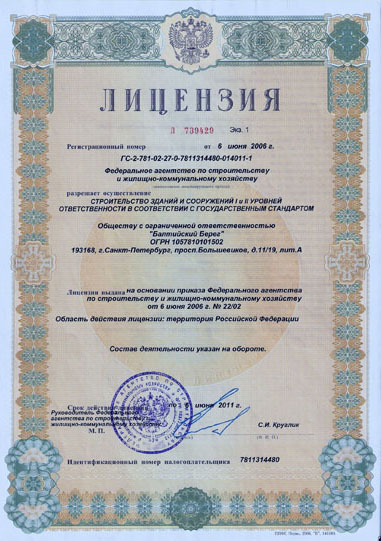 ЛИЦЕНЗИЯ
Д 739429 Экз. 1
Регистрационный номер от 6 июня 2006 г.
ГС-2-781-02-27-0-7811314480-014011-1
Федеральное агентство по строительству
и жилищно-коммунальному хозяйству
разрешает осуществление
СТРОИТЕЛЬСТВО ЗДАНИЙ И СООРУЖЕНИЙ I и II УРОВНЕЙ
ОТВЕТСТВЕННОСТИ В СООТВЕТСТВИИ С ГОСУДАРСТВЕННЫМ СТАНДАРТОМ
Обществу с ограниченной ответственностью
"Балтийский Берег"
ОГРН 1057810101502
193168, г.Санкт-Петербург, просп.Большевиков, д.11/19, лит.А
Лицензия выдана на основании приказа Федерального агентства
по строительству и жилищно-коммунальному хозяйству
от 6 июня 2006 г. № 22/02
Область действия лицензии: территория Российской Федерации
Состав деятельности указан на обороте.
Срок действия лицензии по июня 2011 г.
Руководитель Федерального
агентства по строительству и
жилищно-коммунальному хозяйству
С.И. Круглик
М. П. (Ф. И. О.)
Идентификационный номер налогоплательщика 7811314480